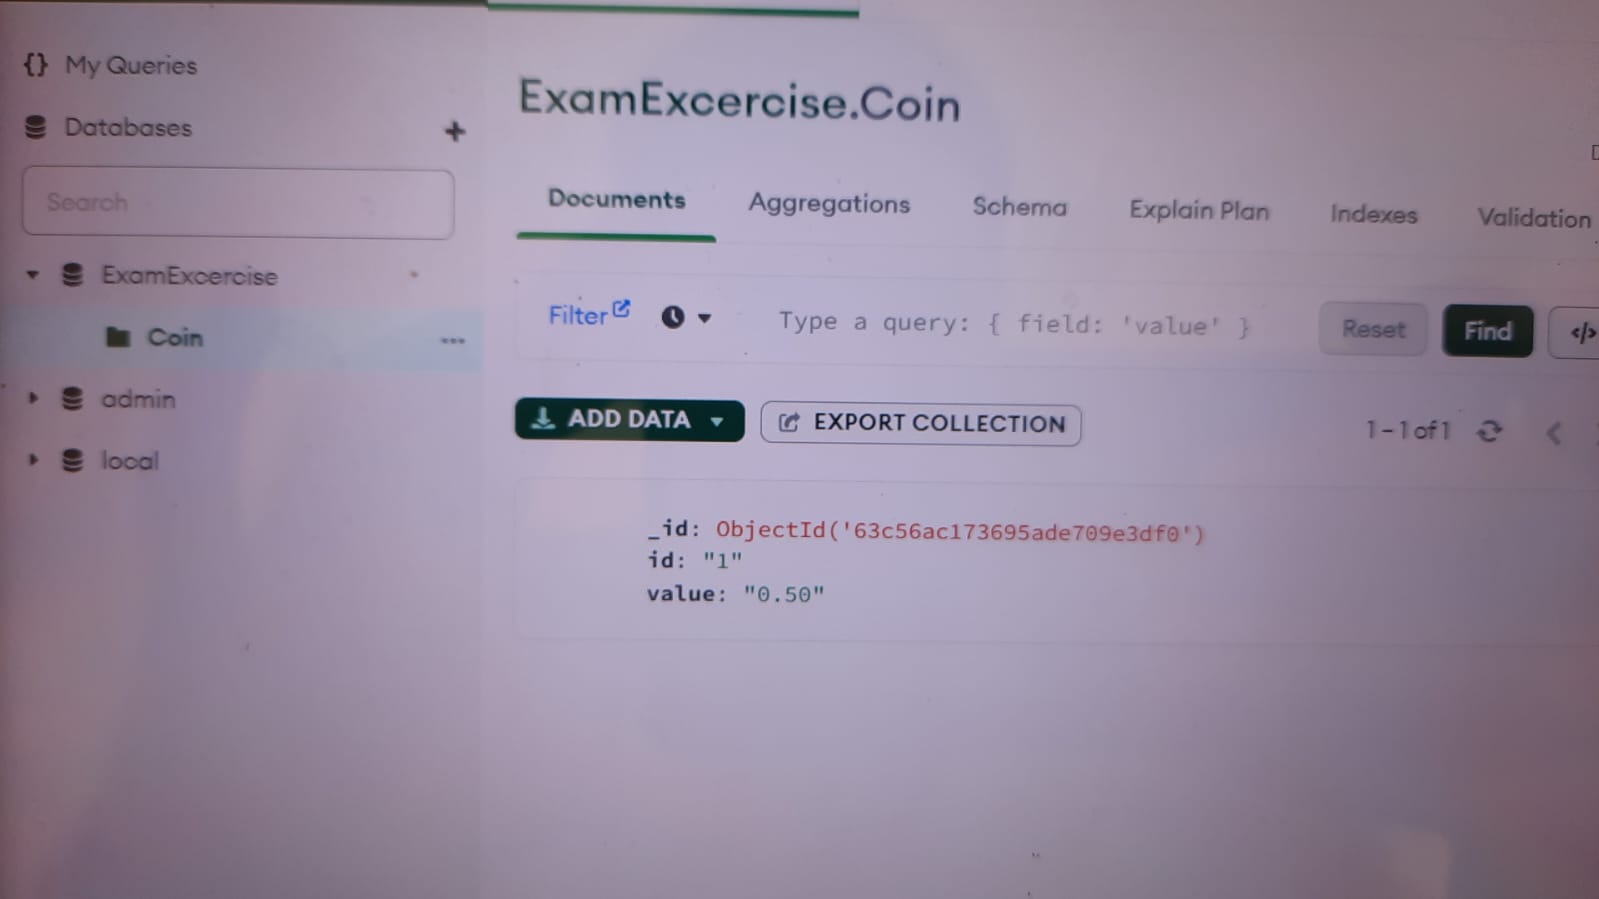 {} My Queries
Databases +
Search
ExamExcercise
Coin
admin
local
ExamExcercise.Coin
Documents Aggregations Schema Explain Plan Indexes Validation
Filter Type a query: { field: 'value' } Reset Find </>
ADD DATA EXPORT COLLECTION 1-1 of 1
_id: ObjectId('63c56ac173695ade709e3df0')
id: "1"
value: "0.50"